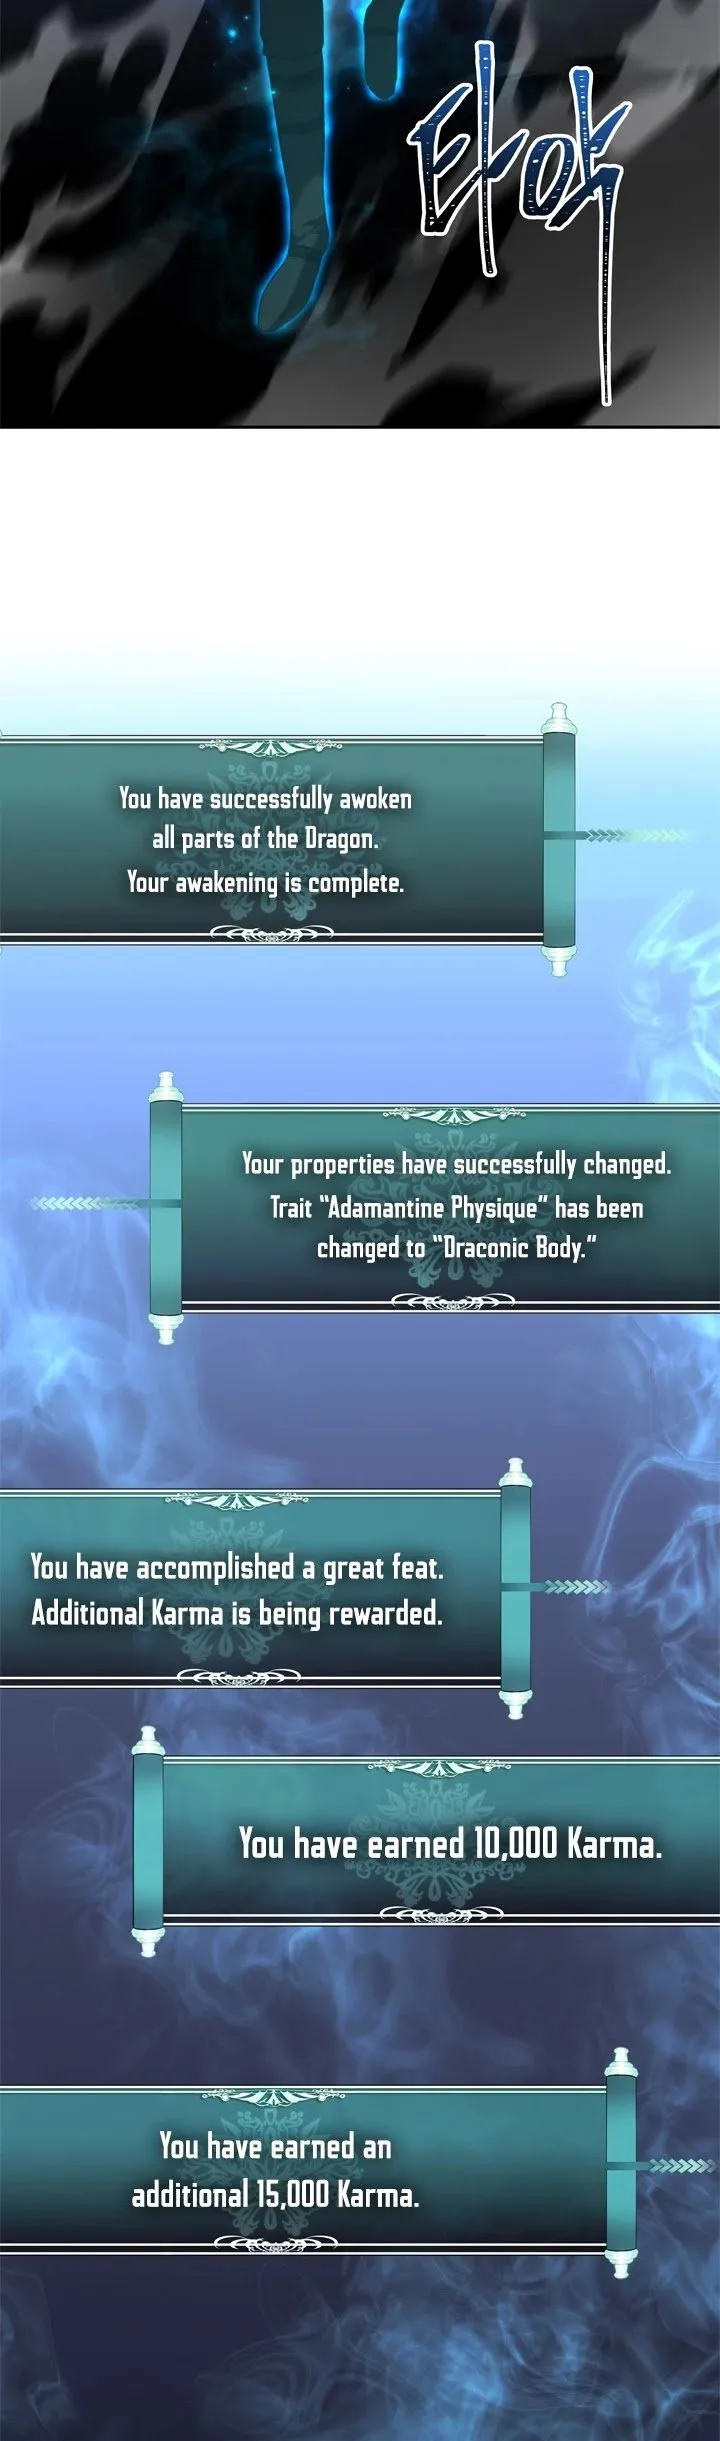 타악
You have successfully awoken
all parts of the Dragon.
Your awakening is complete.
Your properties have successfully changed.
Trait “Adamantine Physique” has been
changed to “Draconic Body.”
You have accomplished a great feat.
Additional Karma is being rewarded.
You have earned 10,000 Karma.
You have earned an
additional 15,000 Karma.